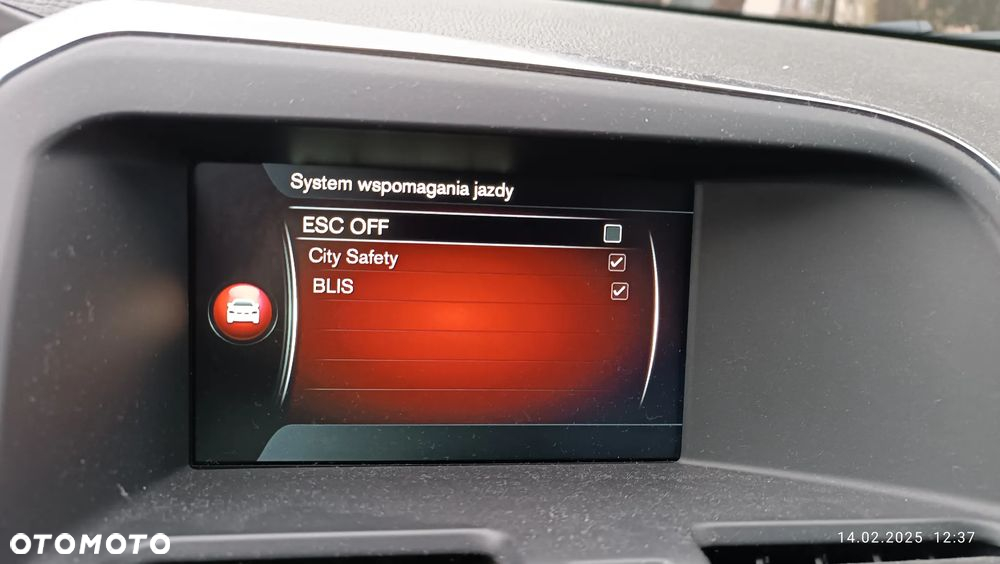 System wspomagania jazdy
ESC OFF
City Safety
BLIS
OTOMOTO
14.02.2025 12:37